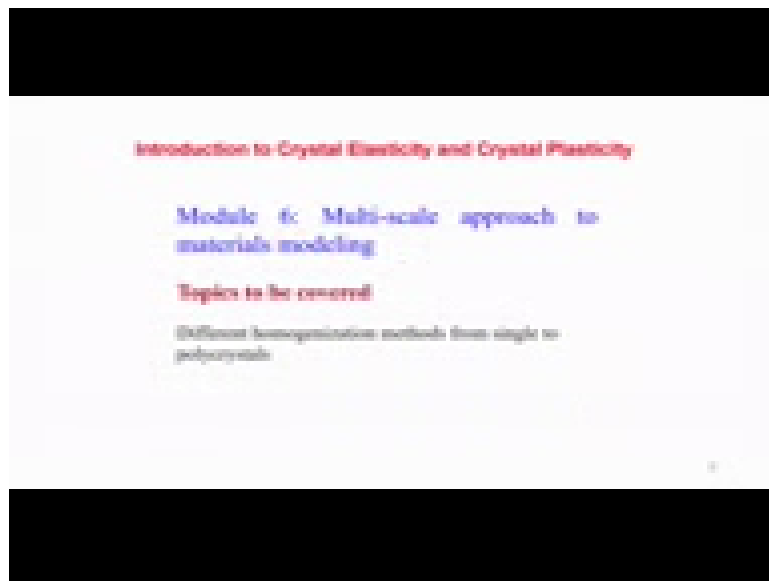 Introduction to Crystal Elasticity and Crystal Plasticity
Module 6: Multi-scale approach to
materials modeling
Topics to be covered
Different homogenization methods from single to
polycrystals